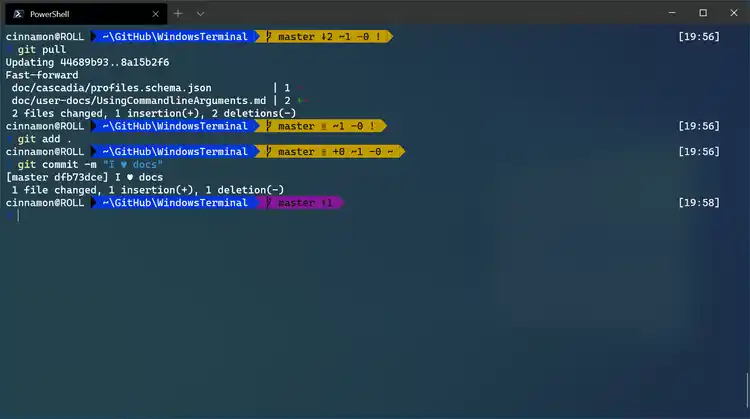 PowerShell
cinnamon@ROLL ~\GitHub\WindowsTerminal master ↓2 ~1 -0 ! [19:56]
git pull
Updating 44689b93..8a15b2f6
Fast-forward
doc/cascadia/profiles.schema.json | 1
doc/user-docs/UsingCommandlineArguments.md | 2 +-
2 files changed, 1 insertion(+), 2 deletions(-)
cinnamon@ROLL ~\GitHub\WindowsTerminal master ≡ ~1 -0 ! [19:56]
git add .
cinnamon@ROLL ~\GitHub\WindowsTerminal master ≡ +0 ~1 -0 ~ [19:56]
git commit -m "I ♥ docs"
[master dfb73dce] I ♥ docs
1 file changed, 1 insertion(+), 1 deletion(-)
cinnamon@ROLL ~\GitHub\WindowsTerminal master ↑1 [19:58]